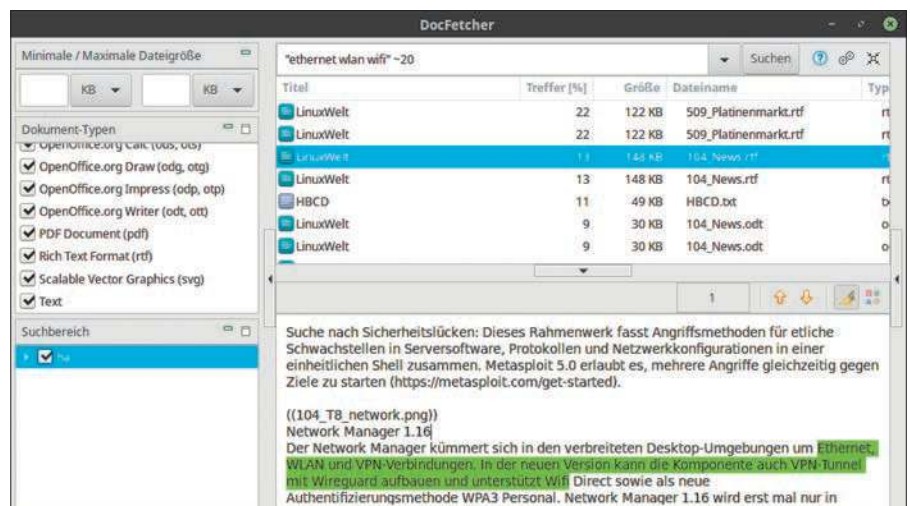 DocFetcher
Minimale / Maximale Dateigröße
KB KB
Dokument-Typen
OpenOffice.org Calc (ods, ots)
OpenOffice.org Draw (odg, otg)
OpenOffice.org Impress (odp, otp)
OpenOffice.org Writer (odt, ott)
PDF Document (pdf)
Rich Text Format (rtf)
Scalable Vector Graphics (svg)
Text
Suchbereich
ha
"ethernet wlan wifi" ~20 Suchen
Titel Treffer [%] Größe Dateiname Typ
LinuxWelt 22 122 KB 509_Platinenmarkt.rtf
LinuxWelt 22 122 KB 509_Platinenmarkt.rtf
LinuxWelt 13 148 KB 104_News.rtf
LinuxWelt 13 148 KB 104_News.rtf
HBCD 11 49 KB HBCD.txt
LinuxWelt 9 30 KB 104_News.odt
LinuxWelt 9 30 KB 104_News.odt
1
Suche nach Sicherheitslücken: Dieses Rahmenwerk fasst Angriffsmethoden für etliche
Schwachstellen in Serversoftware, Protokollen und Netzwerkkonfigurationen in einer
einheitlichen Shell zusammen. Metasploit 5.0 erlaubt es, mehrere Angriffe gleichzeitig gegen
Ziele zu starten (https://metasploit.com/get-started).
((104_T8_network.png))
Network Manager 1.16
Der Network Manager kümmert sich in den verbreiteten Desktop-Umgebungen um Ethernet,
WLAN und VPN-Verbindungen. In der neuen Version kann die Komponente auch VPN-Tunnel
mit Wireguard aufbauen und unterstützt Wifi Direct sowie als neue
Authentifizierungsmethode WPA3 Personal. Network Manager 1.16 wird erst mal nur in